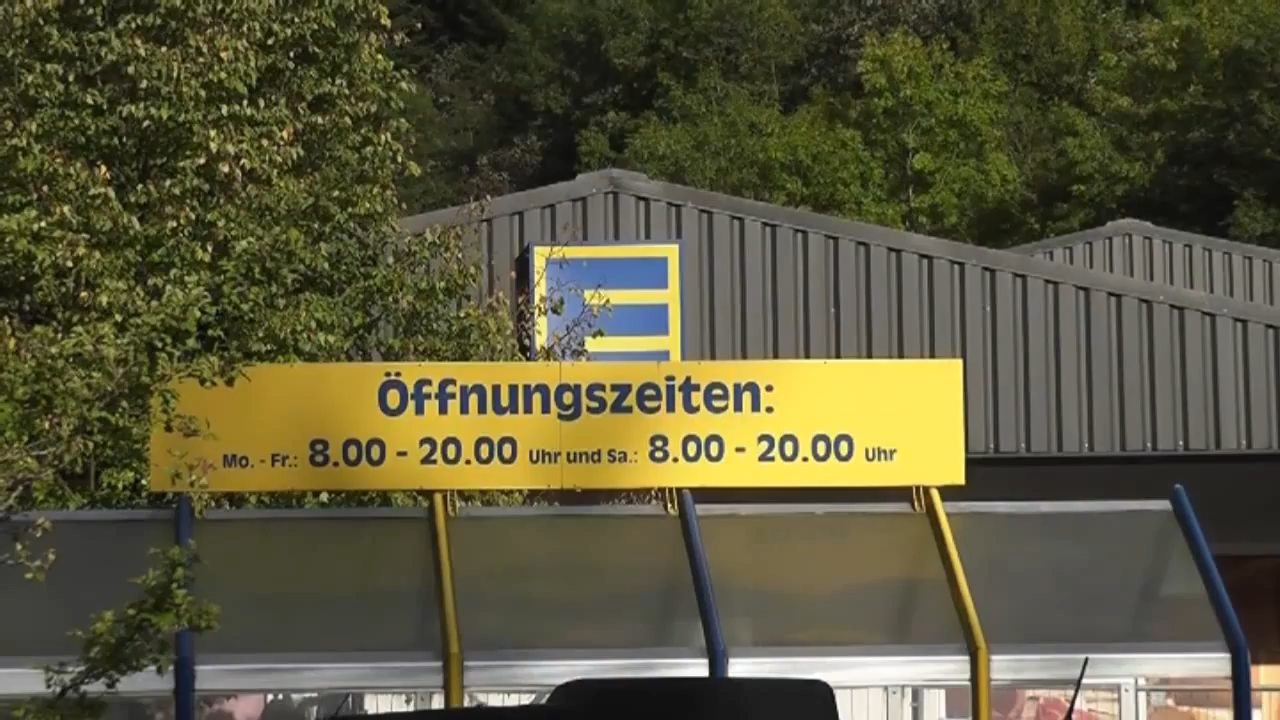 Öffnungszeiten:
Mo. - Fr.: 8.00 - 20.00 Uhr und Sa.: 8.00 - 20.00 Uhr